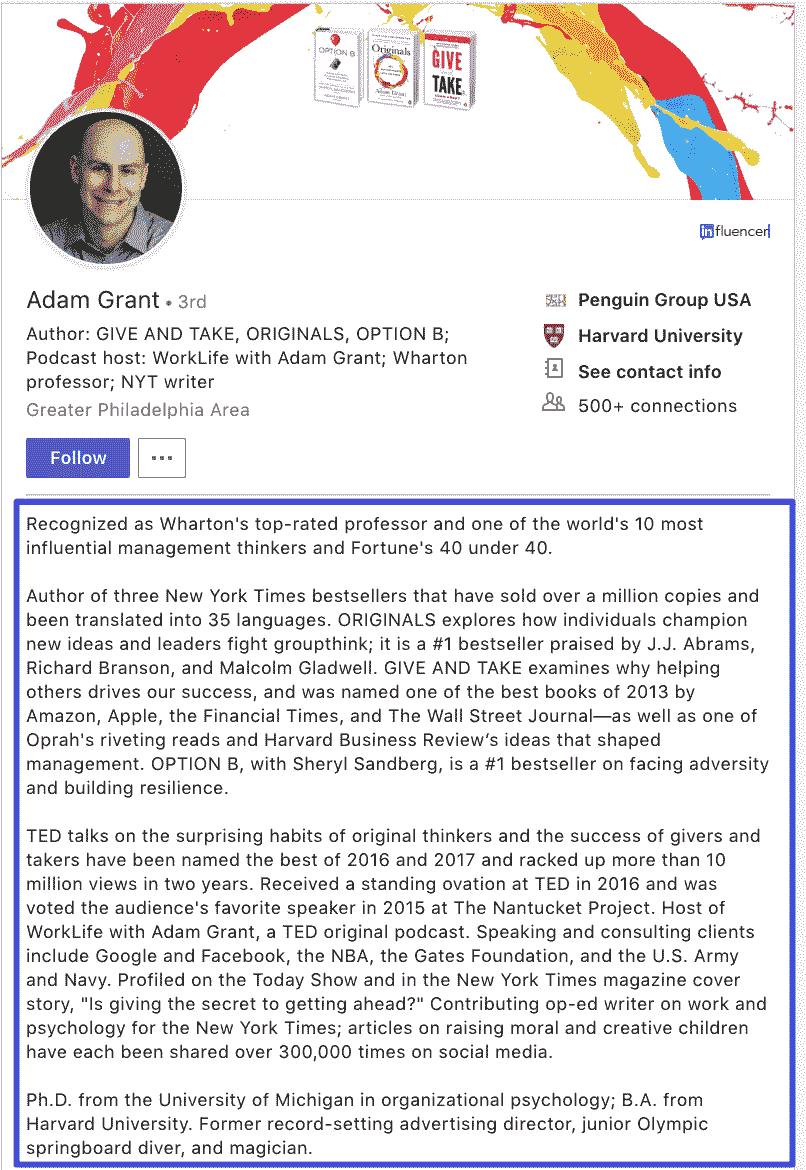 OPTION B
Originals
GIVE
AND
TAKE
influencer
Adam Grant • 3rd
Author: GIVE AND TAKE, ORIGINALS, OPTION B;
Podcast host: WorkLife with Adam Grant; Wharton
professor; NYT writer
Greater Philadelphia Area
Penguin Group USA
Harvard University
See contact info
500+ connections
Follow
Recognized as Wharton's top-rated professor and one of the world's 10 most
influential management thinkers and Fortune's 40 under 40.
Author of three New York Times bestsellers that have sold over a million copies and
been translated into 35 languages. ORIGINALS explores how individuals champion
new ideas and leaders fight groupthink; it is a #1 bestseller praised by J.J. Abrams,
Richard Branson, and Malcolm Gladwell. GIVE AND TAKE examines why helping
others drives our success, and was named one of the best books of 2013 by
Amazon, Apple, the Financial Times, and The Wall Street Journal—as well as one of
Oprah's riveting reads and Harvard Business Review’s ideas that shaped
management. OPTION B, with Sheryl Sandberg, is a #1 bestseller on facing adversity
and building resilience.
TED talks on the surprising habits of original thinkers and the success of givers and
takers have been named the best of 2016 and 2017 and racked up more than 10
million views in two years. Received a standing ovation at TED in 2016 and was
voted the audience's favorite speaker in 2015 at The Nantucket Project. Host of
WorkLife with Adam Grant, a TED original podcast. Speaking and consulting clients
include Google and Facebook, the NBA, the Gates Foundation, and the U.S. Army
and Navy. Profiled on the Today Show and in the New York Times magazine cover
story, "Is giving the secret to getting ahead?" Contributing op-ed writer on work and
psychology for the New York Times; articles on raising moral and creative children
have each been shared over 300,000 times on social media.
Ph.D. from the University of Michigan in organizational psychology; B.A. from
Harvard University. Former record-setting advertising director, junior Olympic
springboard diver, and magician.